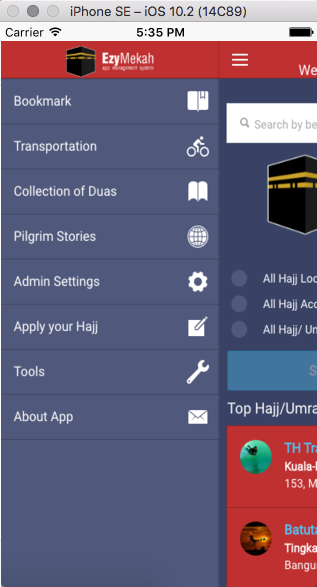 iPhone SE – iOS 10.2 (14C89)
Carrier 5:35 PM
EzyMekah
app management system
We
Bookmark
Transportation
Collection of Duas
Pilgrim Stories
Admin Settings
Apply your Hajj
Tools
About App
Search by be
All Hajj Loc
All Hajj Acc
All Hajj/ Un
S
Top Hajj/Umra
TH Tra
Kuala-l
153, M
Batuta
Tingka
Bangu